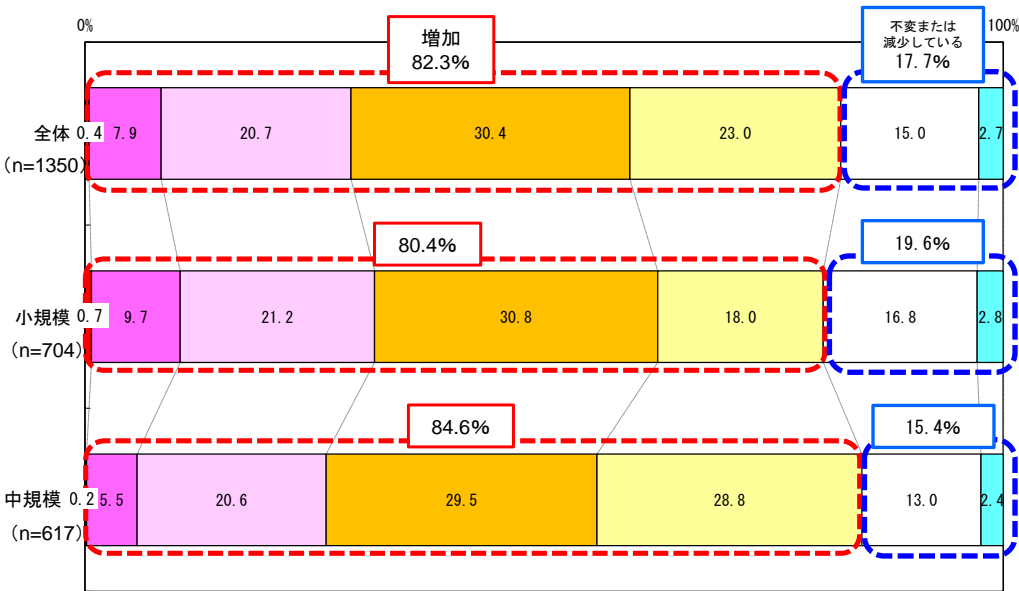 0%
100%
増加
82.3%
不変または
減少している
17.7%
全体 0.4 7.9 20.7 30.4 23.0 15.0 2.7
(n=1350)
80.4%
19.6%
小規模 0.7 9.7 21.2 30.8 18.0 16.8 2.8
(n=704)
84.6%
15.4%
中規模 0.2 5.5 20.6 29.5 28.8 13.0 2.4
(n=617)